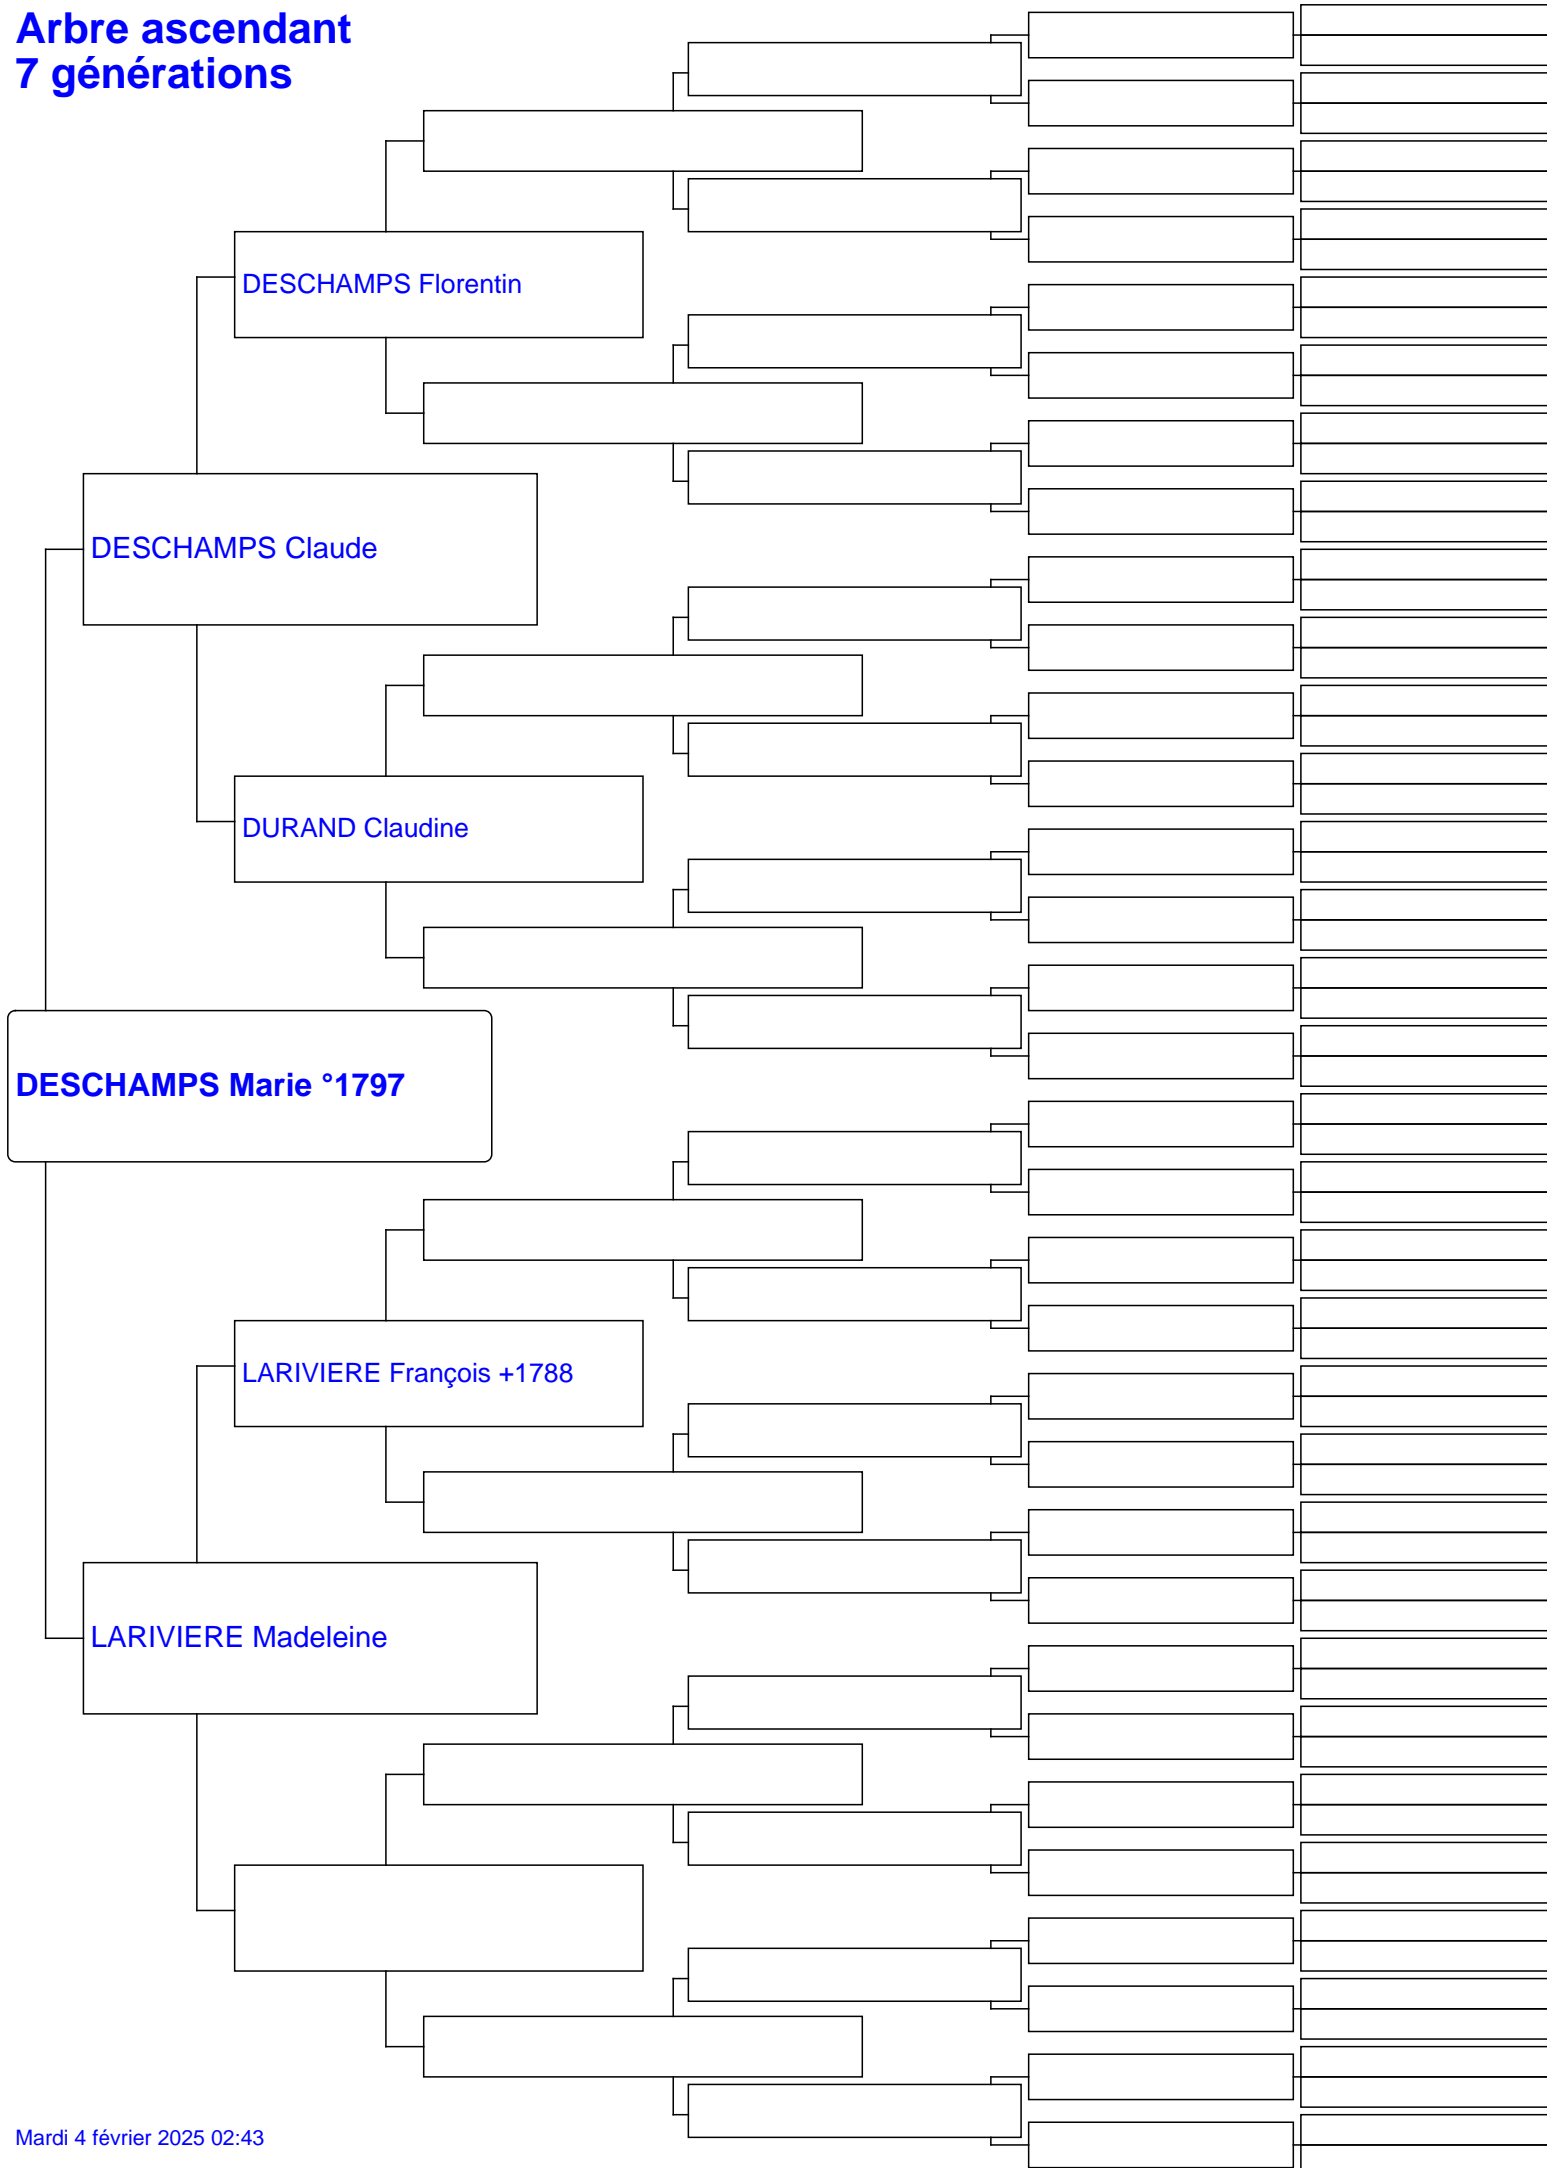 Arbre ascendant
7 générations
DESCHAMPS Florentin
DESCHAMPS Claude
DURAND Claudine
DESCHAMPS Marie °1797
LARIVIERE François +1788
LARIVIERE Madeleine
Mardi 4 février 2025 02:43